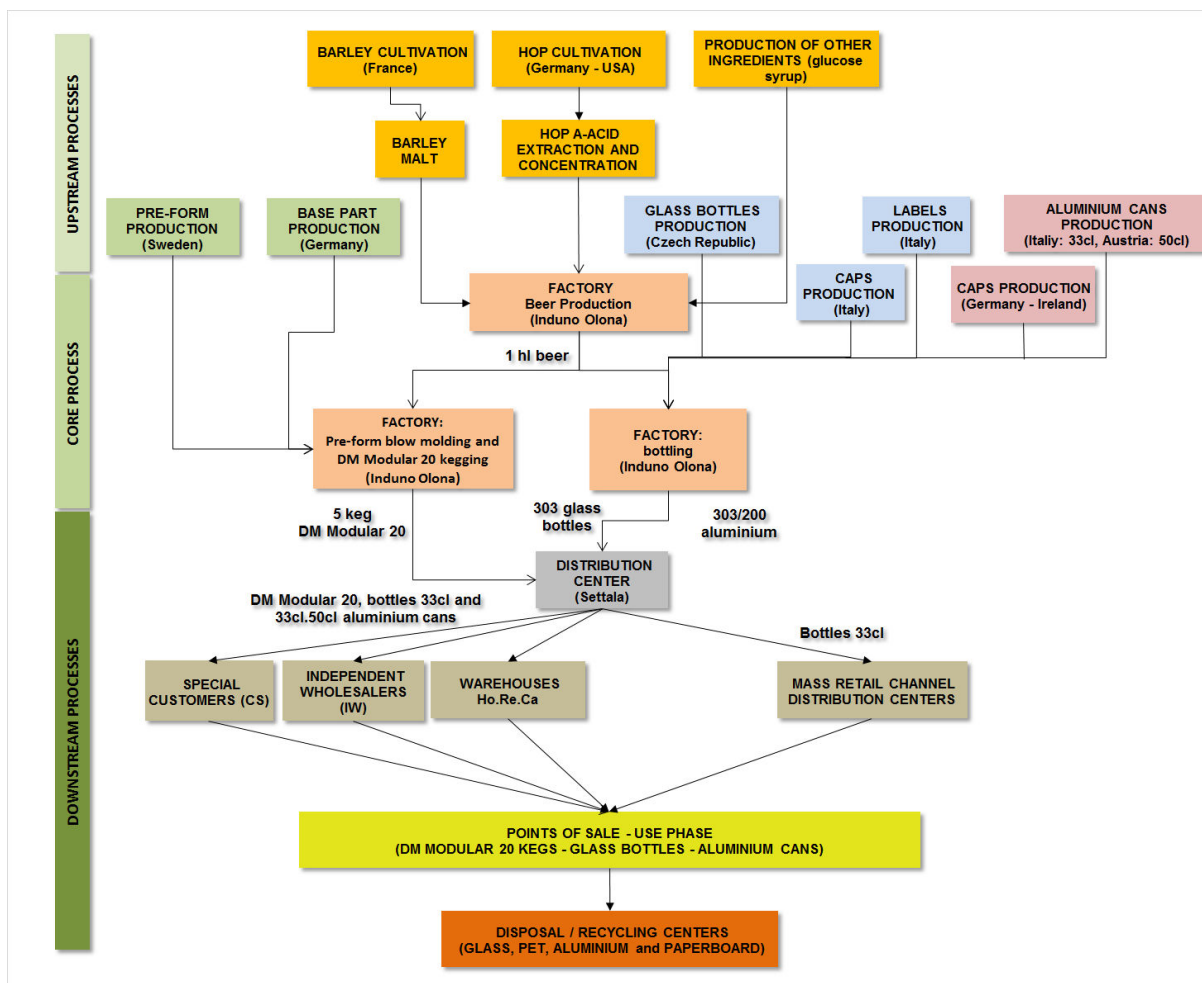 UPSTREAM PROCESSES
BARLEY CULTIVATION
(France)
HOP CULTIVATION
(Germany - USA)
PRODUCTION OF OTHER
INGREDIENTS (glucose
syrup)
BARLEY
MALT
HOP A-ACID
EXTRACTION AND
CONCENTRATION
PRE-FORM
PRODUCTION
(Sweden)
BASE PART
PRODUCTION
(Germany)
GLASS BOTTLES
PRODUCTION
(Czech Republic)
LABELS
PRODUCTION
(Italy)
ALUMINIUM CANS
PRODUCTION
(Italiy: 33cl, Austria: 50cl)
CORE PROCESS
FACTORY
Beer Production
(Induno Olona)
CAPS
PRODUCTION
(Italy)
CAPS PRODUCTION
(Germany - Ireland)
1 hl beer
FACTORY:
Pre-form blow molding and
DM Modular 20 kegging
(Induno Olona)
FACTORY:
bottling
(Induno Olona)
DOWNSTREAM PROCESSES
5 keg
DM Modular 20
303 glass
bottles
303/200
aluminium
DISTRIBUTION
CENTER
(Settala)
DM Modular 20, bottles 33cl and
33cl.50cl aluminium cans
Bottles 33cl
SPECIAL
CUSTOMERS (CS)
INDEPENDENT
WHOLESALERS
(IW)
WAREHOUSES
Ho.Re.Ca
MASS RETAIL CHANNEL
DISTRIBUTION CENTERS
POINTS OF SALE - USE PHASE
(DM MODULAR 20 KEGS - GLASS BOTTLES - ALUMINIUM CANS)
DISPOSAL / RECYCLING CENTERS
(GLASS, PET, ALUMINIUM and PAPERBOARD)